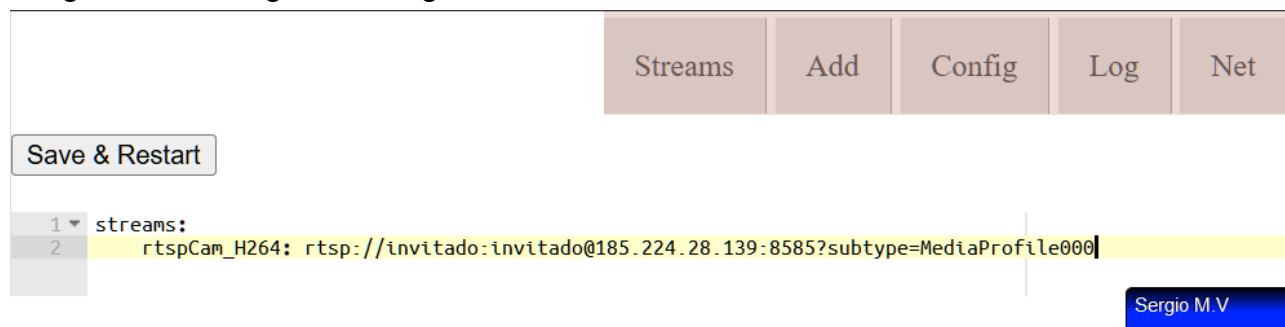 Streams Add Config Log Net
Save & Restart
1 streams:
2 rtspCam_H264: rtsp://invitado:invitado@185.224.28.139:8585?subtype=MediaProfile000
Sergio M.V